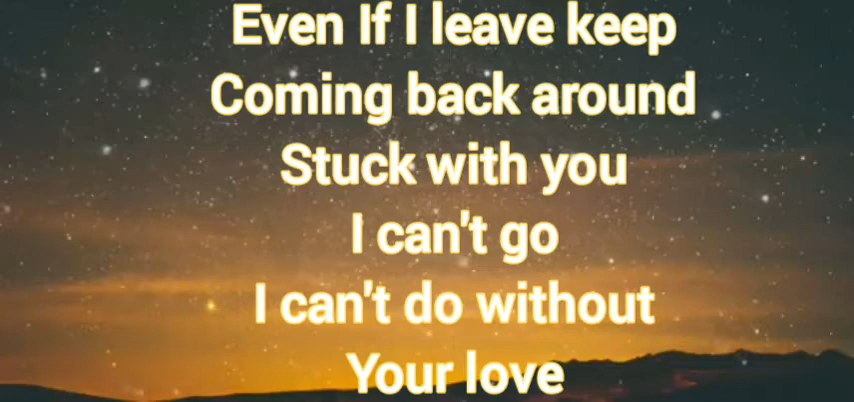 Even If I leave keep
Coming back around
Stuck with you
I can't go
I can't do without
Your love